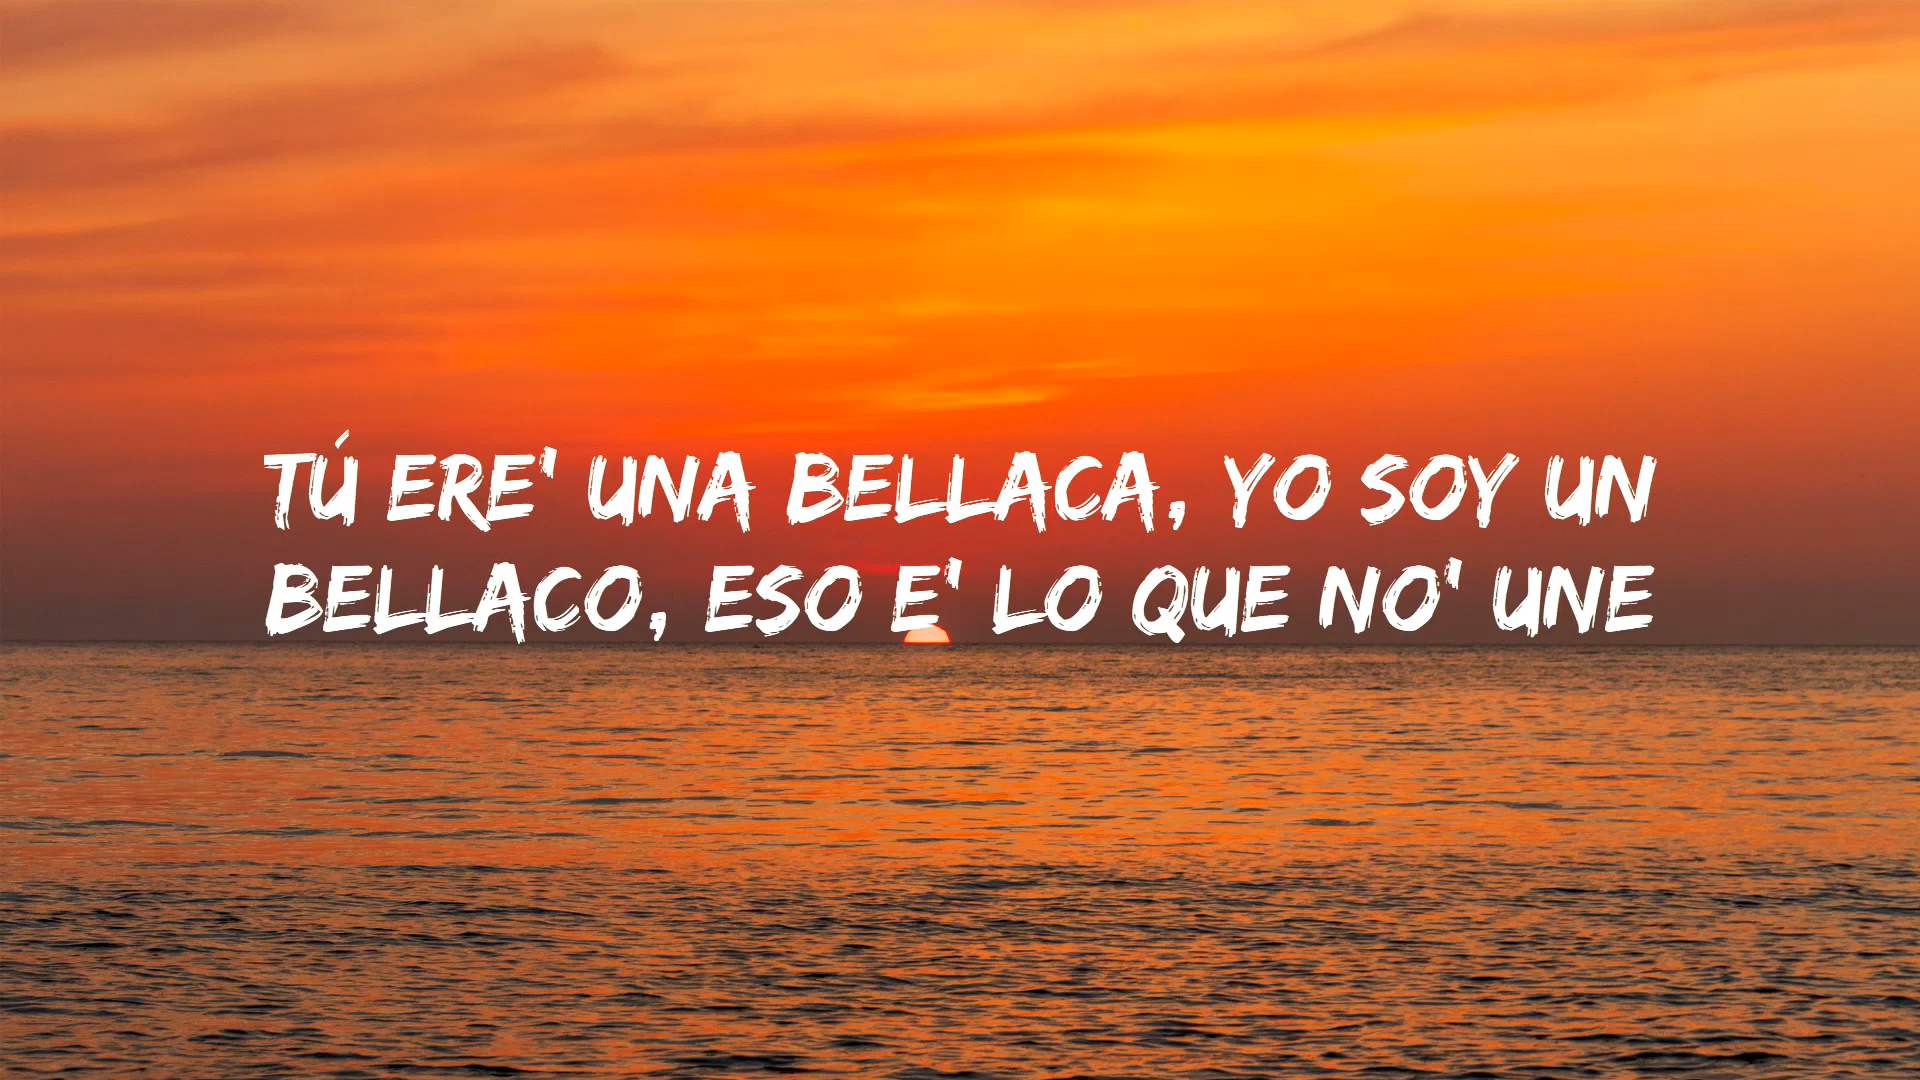 TÚ ERE' UNA BELLACA, YO SOY UN
BELLACO, ESO E' LO QUE NO' UNE